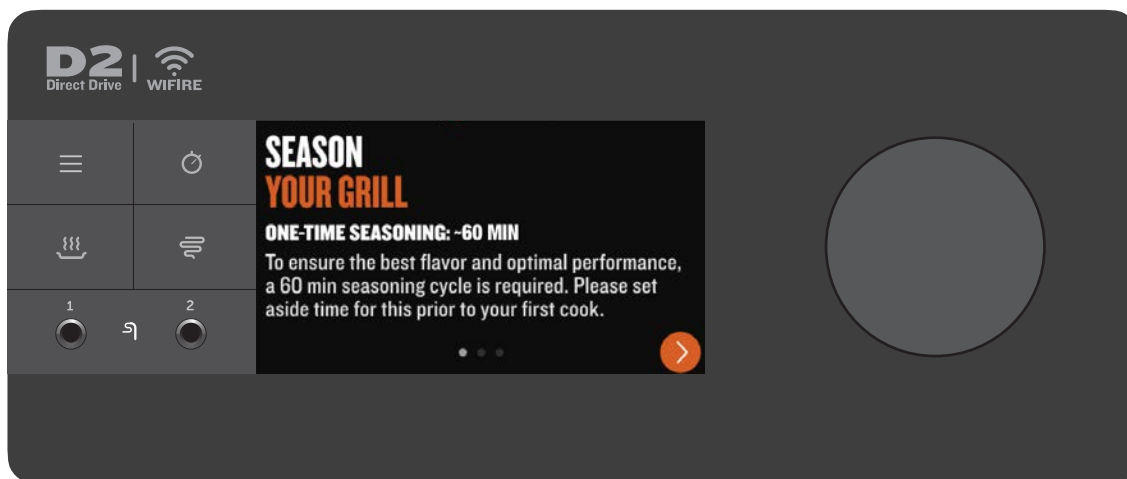 D2
Direct Drive
WIFIRE
SEASON
YOUR GRILL
ONE-TIME SEASONING: ~60 MIN
To ensure the best flavor and optimal performance,
a 60 min seasoning cycle is required. Please set
aside time for this prior to your first cook.
1
2